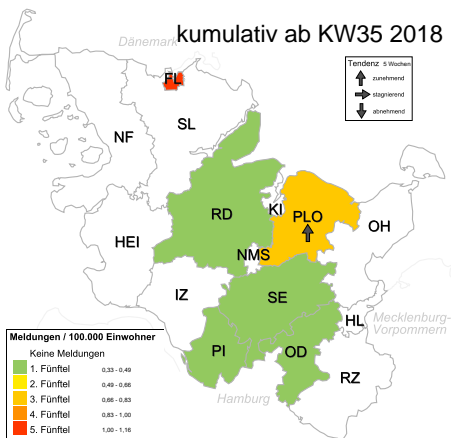 kumulativ ab KW35 2018
Dänemark
Tendenz 5 Wochen
zunehmend
stagnierend
abnehmend
FL
NF
SL
RD
KI
PLO
OH
HEI
NMS
IZ
SE
HL
Mecklenburg-
Vorpommern
PI
OD
RZ
Hamburg
Meldungen / 100.000 Einwohner
Keine Meldungen
1. Fünftel 0,33 - 0,49
2. Fünftel 0,49 - 0,66
3. Fünftel 0,66 - 0,83
4. Fünftel 0,83 - 1,00
5. Fünftel 1,00 - 1,16